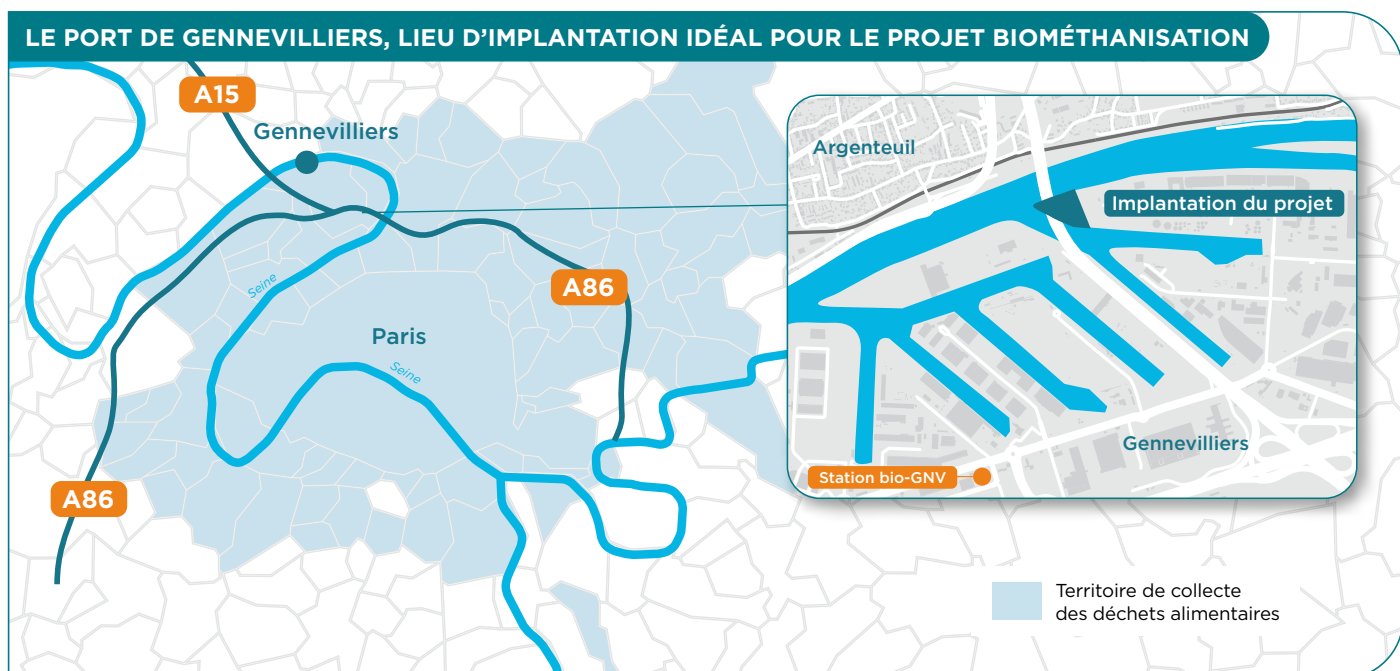 LE PORT DE GENNEVILLIERS, LIEU D'IMPLANTATION IDÉAL POUR LE PROJET BIOMÉTHANISATION
A15
Gennevilliers
Argenteuil
Implantation du projet
Seine
A86
Paris
Seine
Gennevilliers
Station bio-GNV
A86
Territoire de collecte
des déchets alimentaires